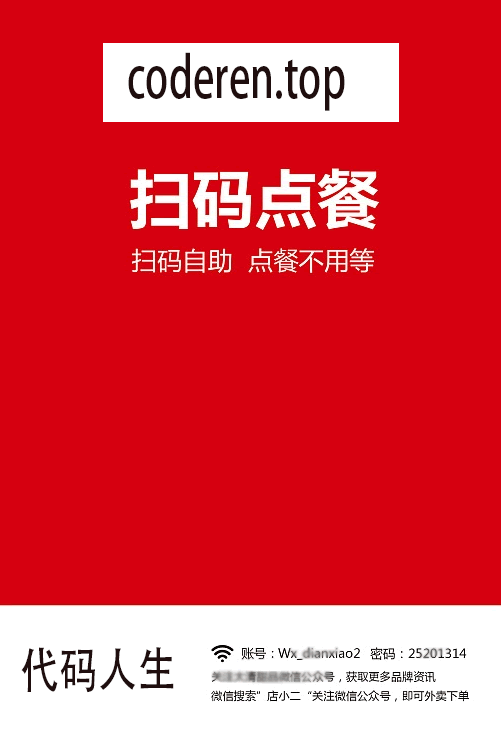 coderen.top
扫码点餐
扫码自助 点餐不用等
代码人生
账号：Wx_dianxiao2 密码：25201314
公众号，获取更多品牌资讯
微信搜索”店小二“关注微信公众号，即可外卖下单